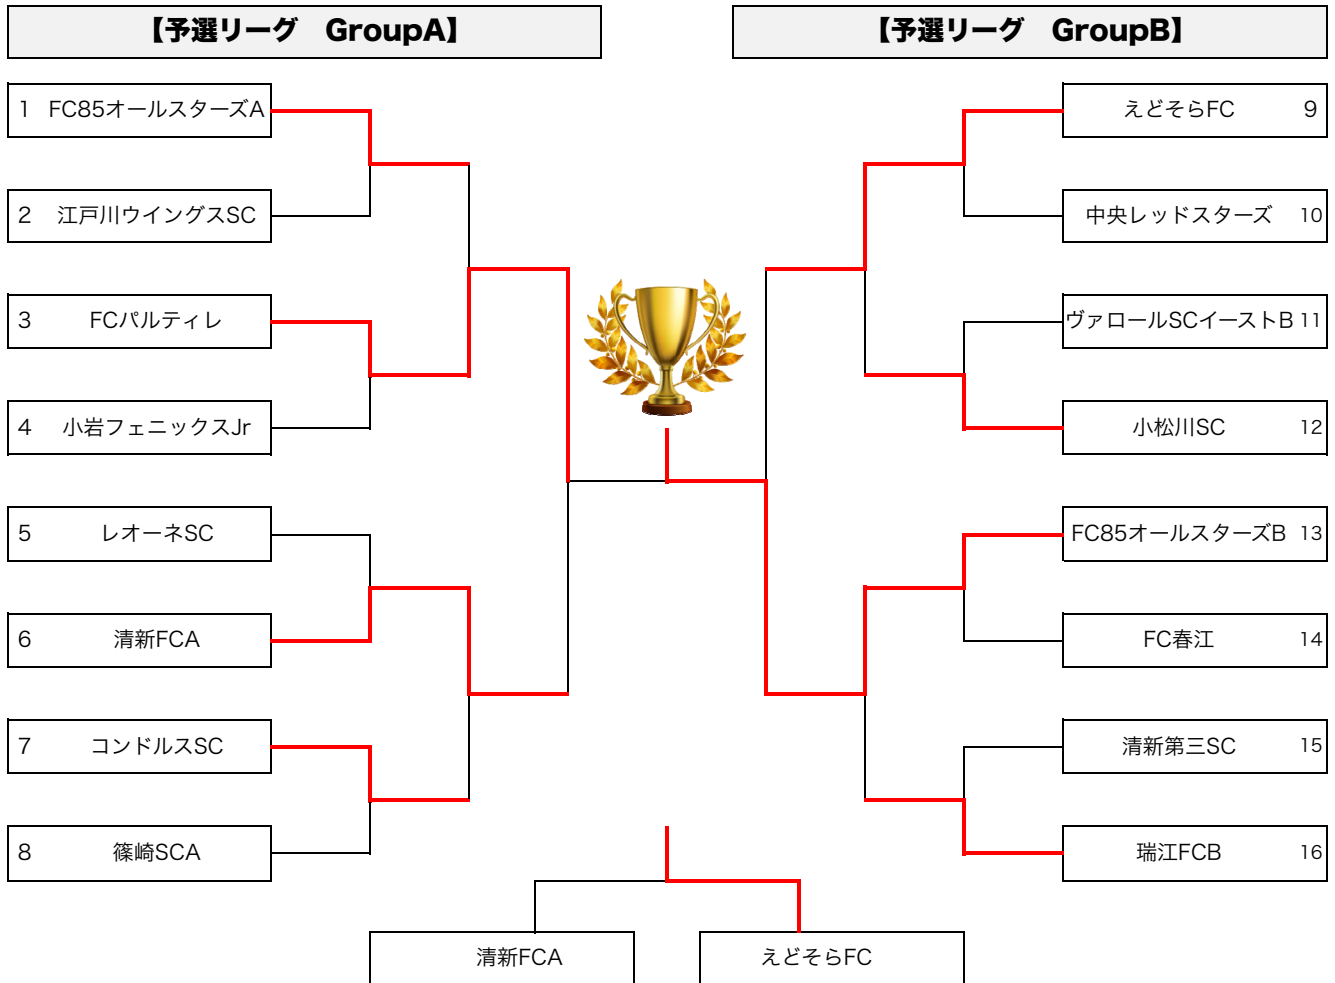 【予選リーグ　GroupA】
【予選リーグ　GroupB】
1 FC85オールスターズA
2 江戸川ウイングスSC
3 FCパルティレ
4 小岩フェニックスJr
5 レオーネSC
6 清新FCA
7 コンドルスSC
8 篠崎SCA
えどそらFC 9
中央レッドスターズ 10
ヴァロールSCイーストB 11
小松川SC 12
FC85オールスターズB 13
FC春江 14
清新第三SC 15
瑞江FCB 16
清新FCA
えどそらFC